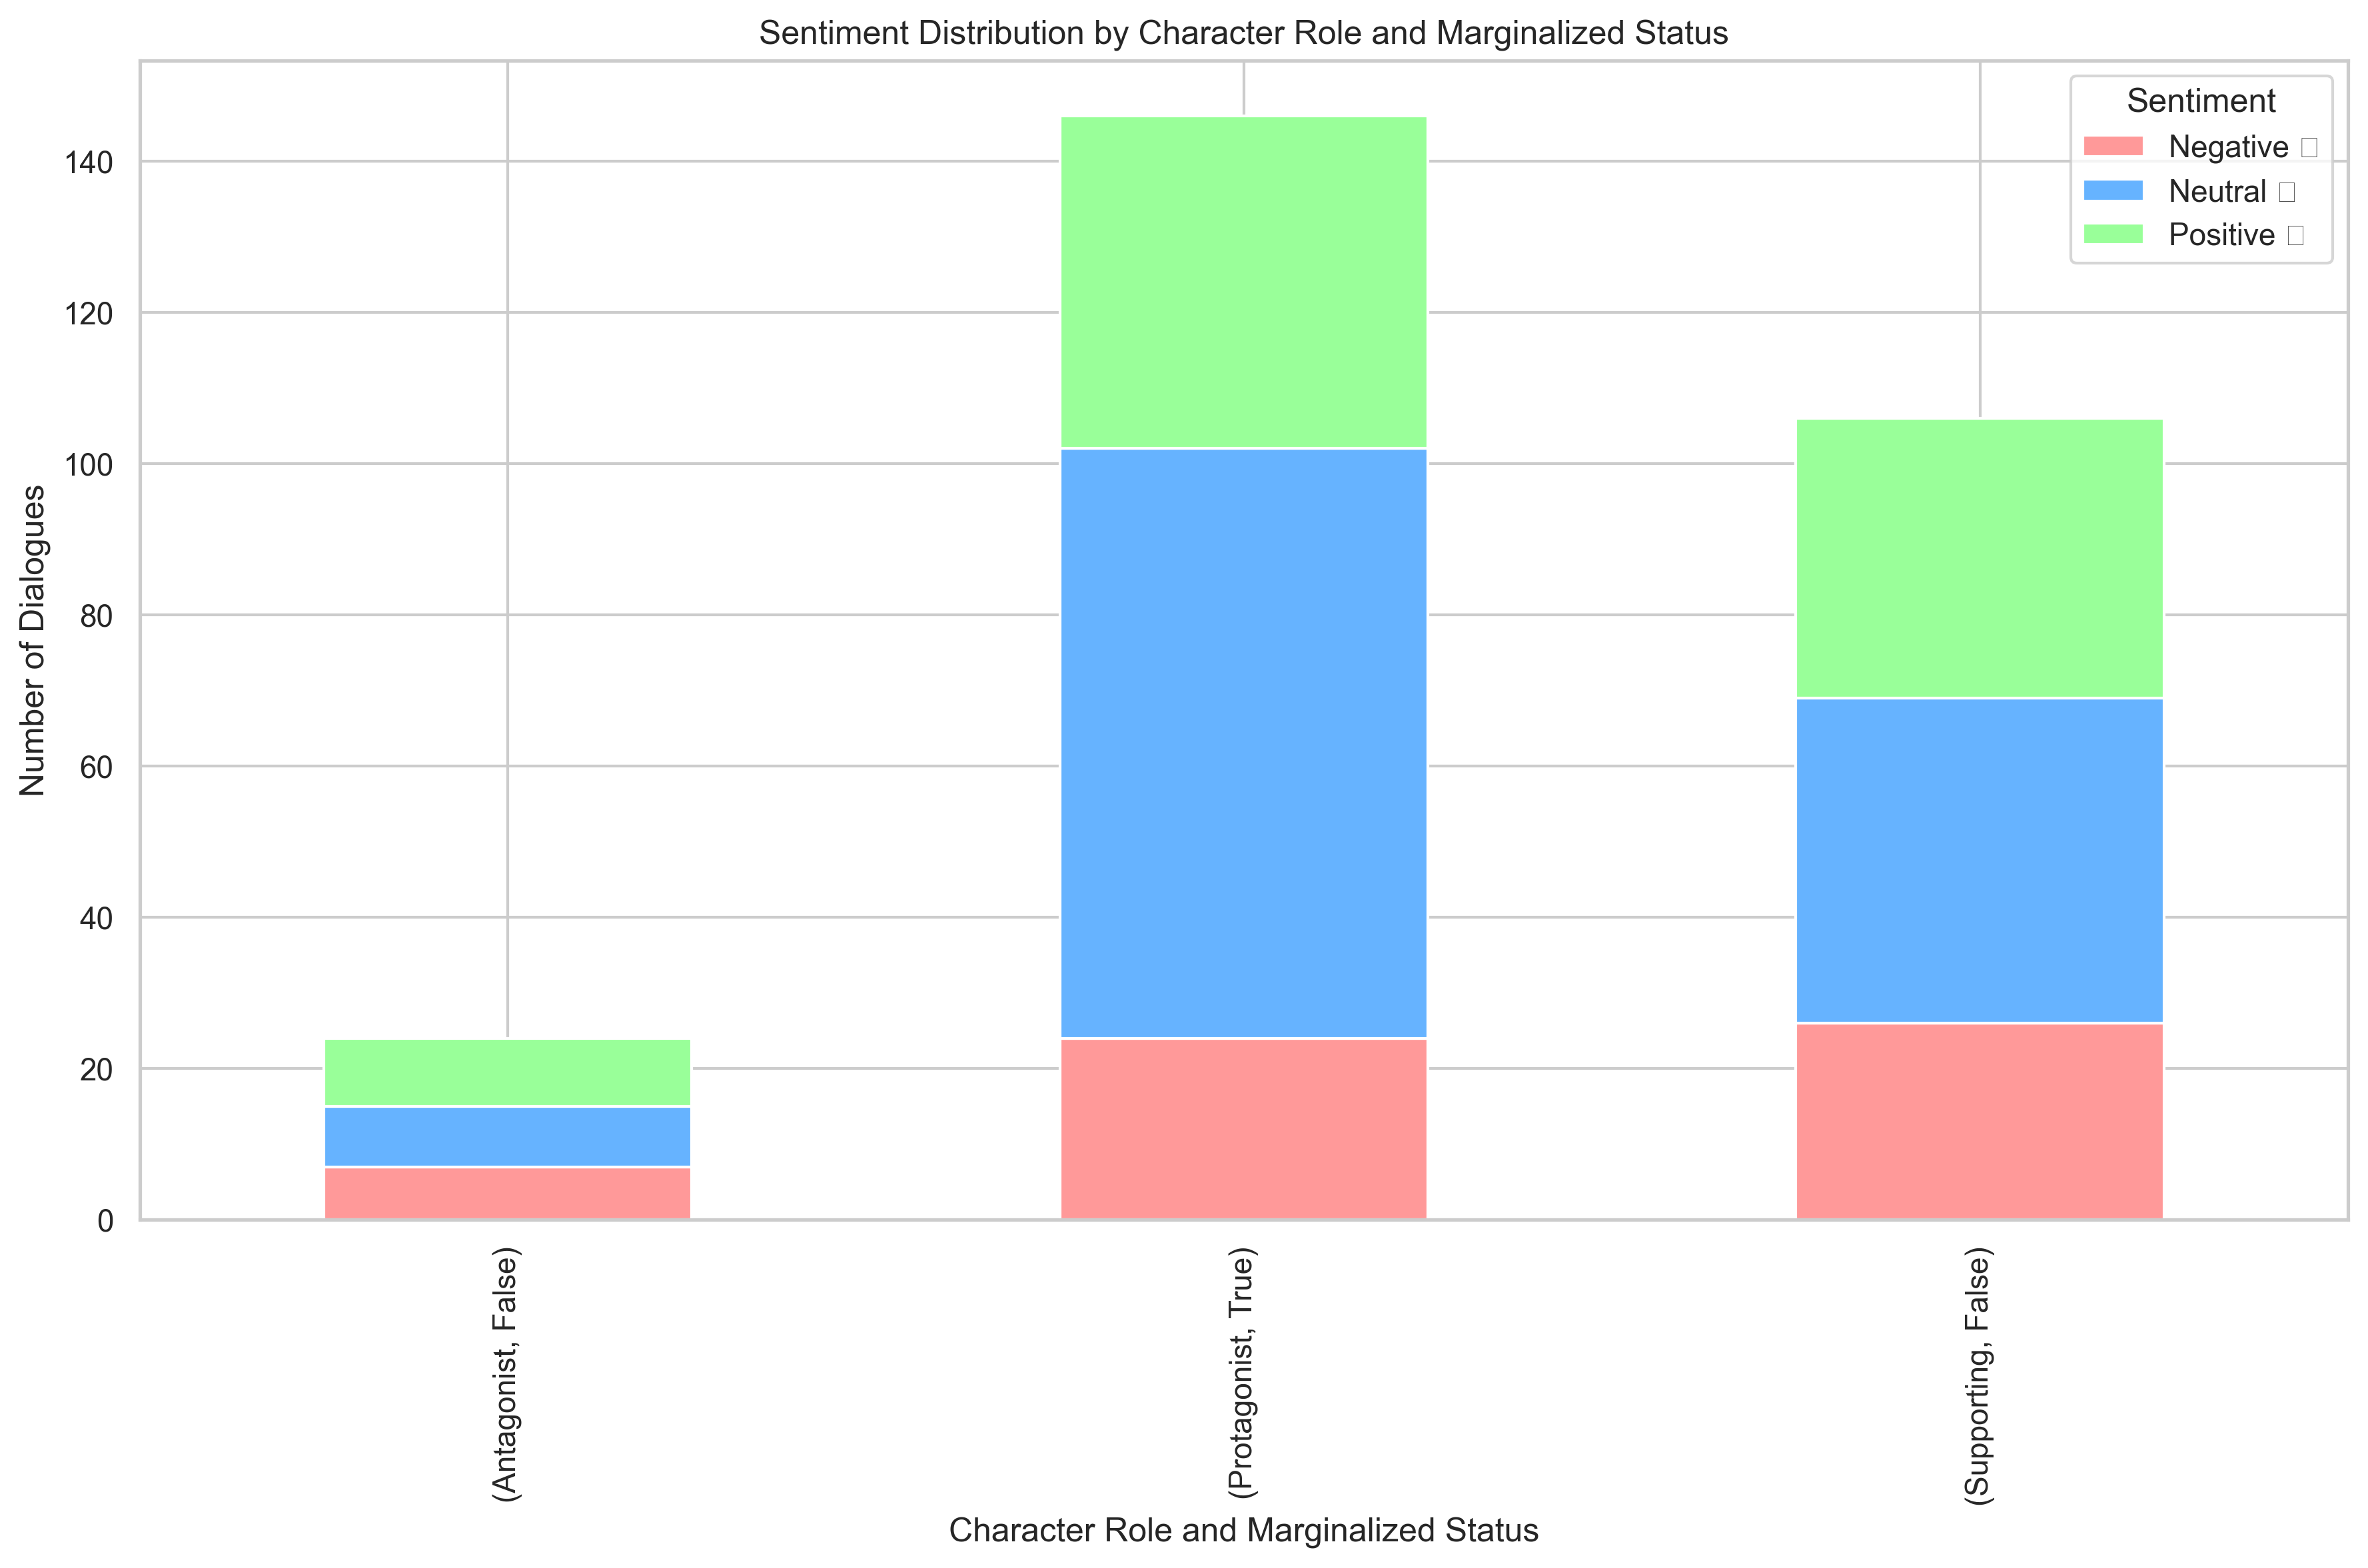 Sentiment Distribution by Character Role and Marginalized Status
Sentiment
Negative □
Neutral □
Positive □
140
120
100
80
60
40
20
0
Number of Dialogues
(Antagonist, False)
(Protagonist, True)
(Supporting, False)
Character Role and Marginalized Status